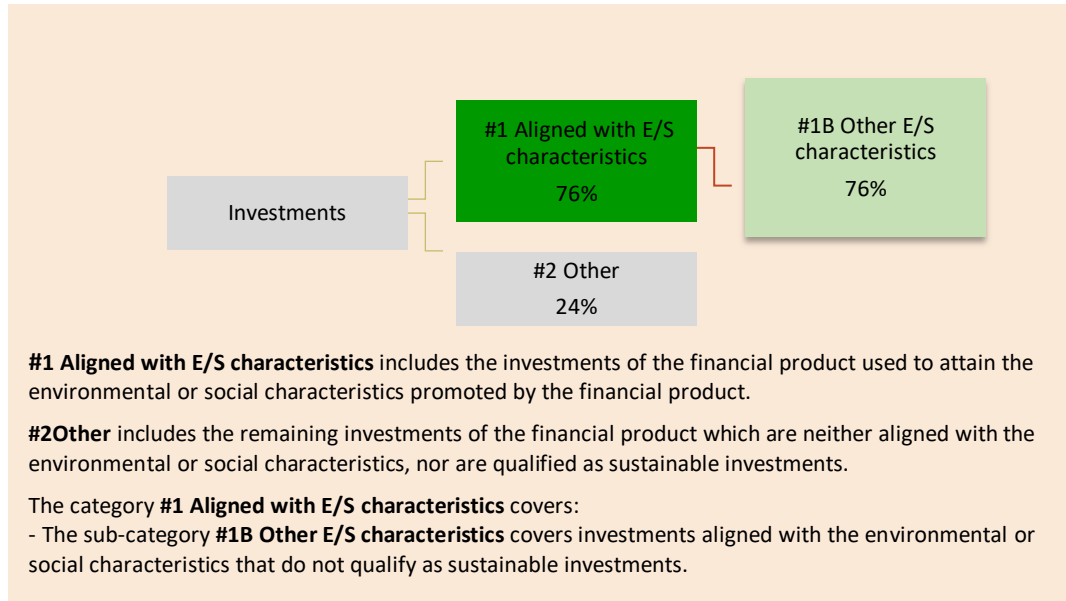 #1 Aligned with E/S
characteristics
76%
#1B Other E/S
characteristics
76%
Investments
#2 Other
24%
#1 Aligned with E/S characteristics includes the investments of the financial product used to attain the
environmental or social characteristics promoted by the financial product.
#2Other includes the remaining investments of the financial product which are neither aligned with the
environmental or social characteristics, nor are qualified as sustainable investments.
The category #1 Aligned with E/S characteristics covers:
- The sub-category #1B Other E/S characteristics covers investments aligned with the environmental or
social characteristics that do not qualify as sustainable investments.